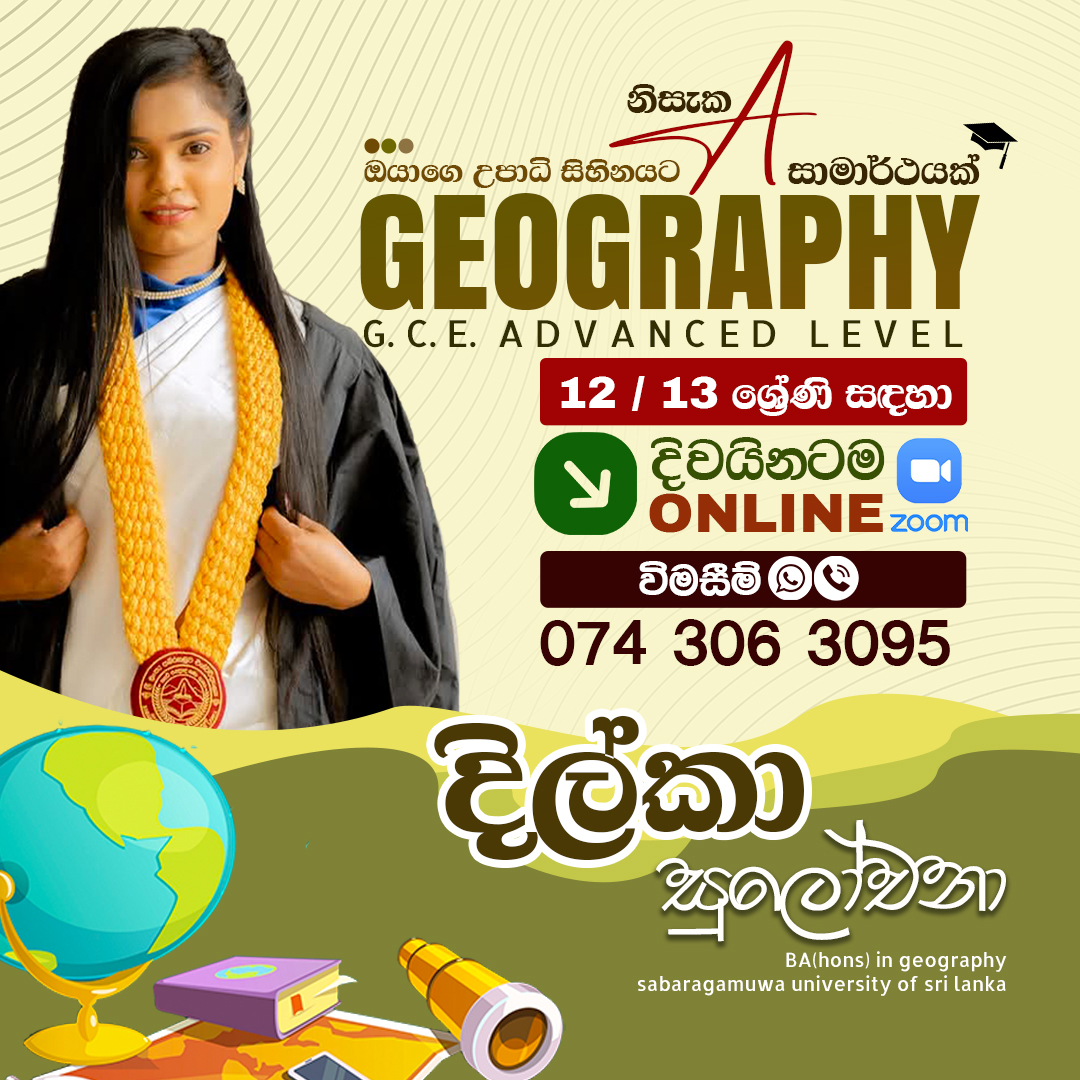 නිසැක A
ඔයාගෙ උපාධි සිහිනයට සාමාර්ථයක්
GEOGRAPHY
G. C. E. ADVANCED LEVEL
12 / 13 ශ්‍රේණි සඳහා
දිවයිනටම
ONLINE zoom
විමසීම්
074 306 3095
දිල්කා
සුලෝචනා
BA(hons) in geography
sabaragamuwa university of sri lanka